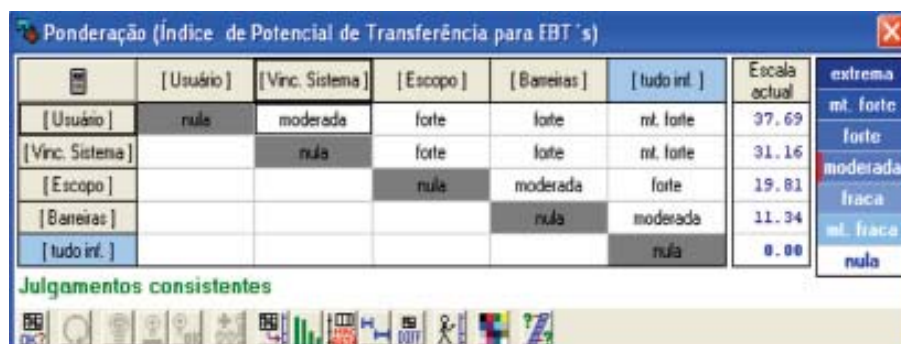 Ponderação (Índice de Potencial de Transferência para EBT´s)
[ Usuário ] [ Vinc. Sistema ] [ Escopo ] [ Barreiras ] [ tudo inf. ] Escala actual
[ Usuário ] nula moderada forte forte mt. forte 37.69
[ Vinc. Sistema ] nula forte forte mt. forte 31.16
[ Escopo ] nula moderada forte 19.81
[ Barreiras ] nula moderada 11.34
[ tudo inf. ] nula 0.00
extrema
mt. forte
forte
moderada
fraca
mt. fraca
nula
Julgamentos consistentes
OK?
DIFF